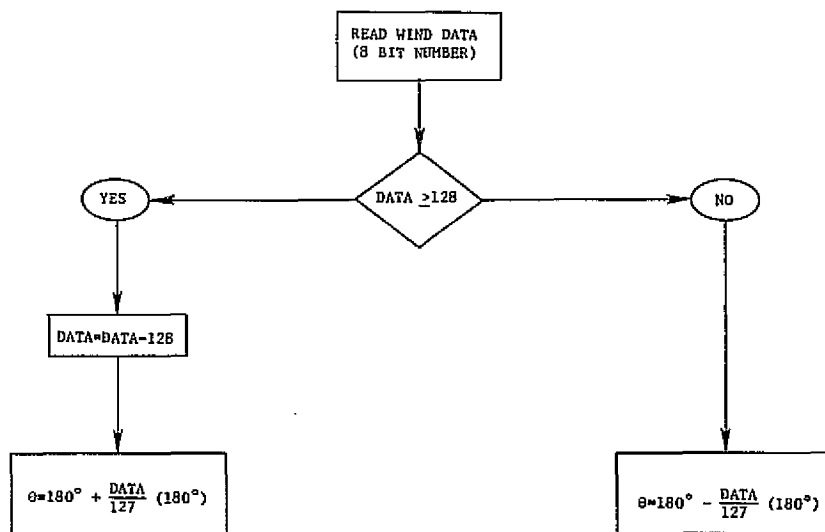 READ WIND DATA
(8 BIT NUMBER)
DATA ≥128
YES
NO
DATA=DATA-128
θ=180° + DATA/127 (180°)
θ=180° - DATA/127 (180°)